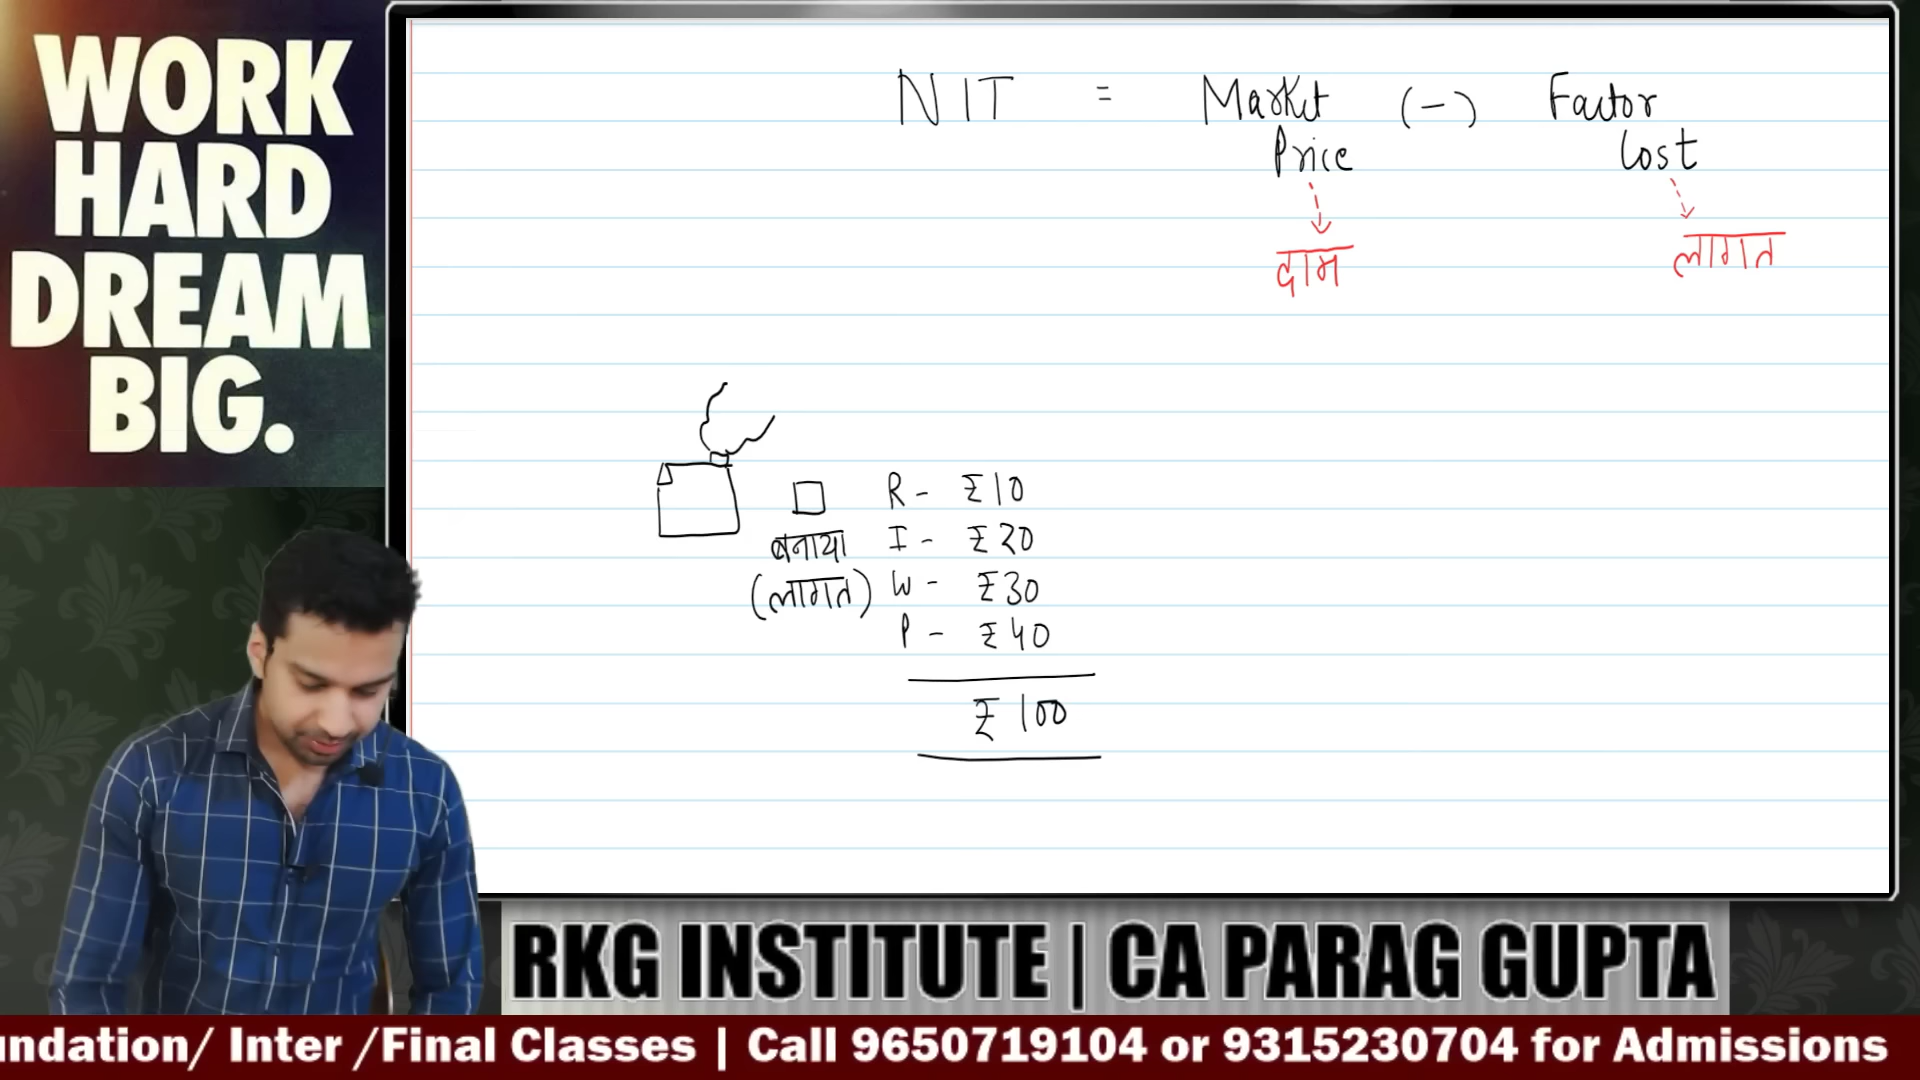 WORK
HARD
DREAM
BIG.
NIT = Market Price (-) Factor Cost
दाम
लागत
R - ₹10
बनाया I - ₹20
(लागत) W - ₹30
P - ₹40
₹ 100
RKG INSTITUTE | CA PARAG GUPTA
undation/ Inter /Final Classes | Call 9650719104 or 9315230704 for Admissions